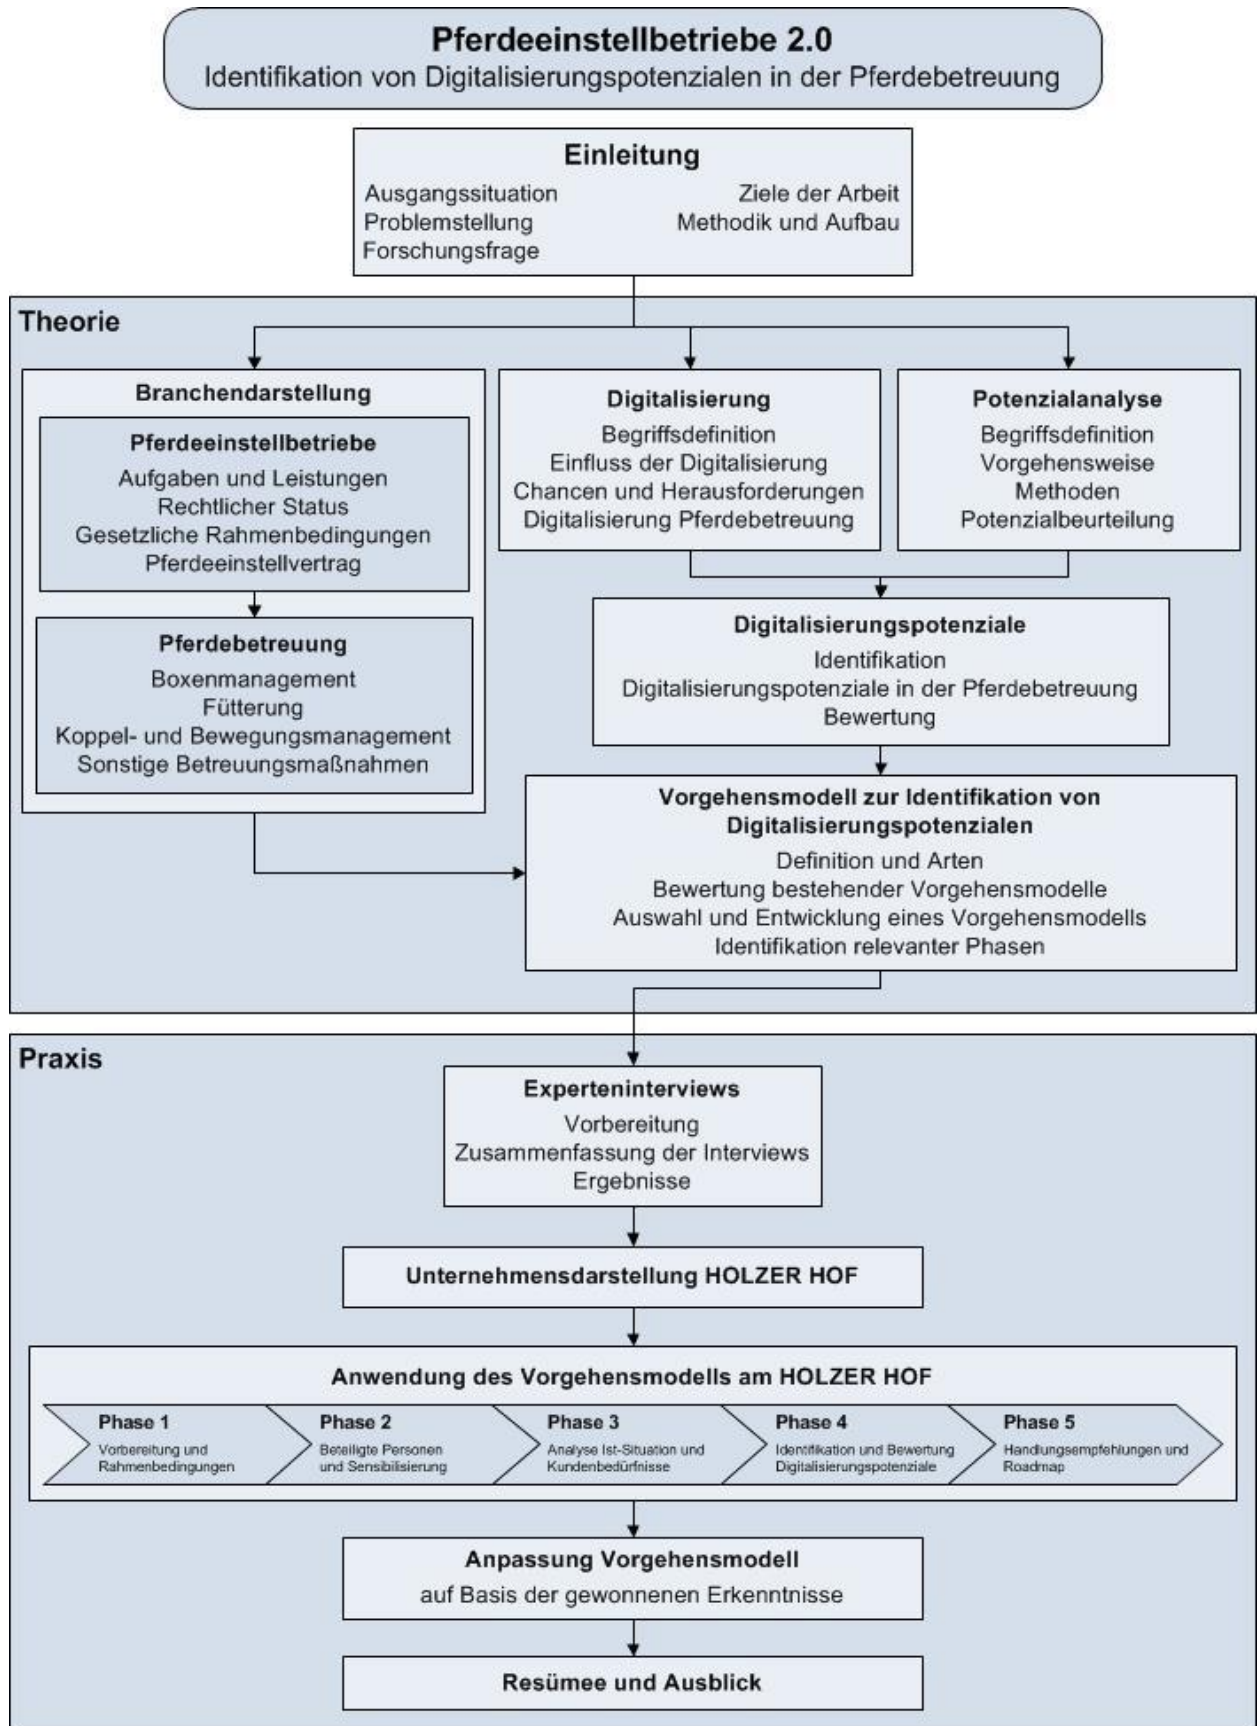 Pferdeeinstellbetriebe 2.0
Identifikation von Digitalisierungspotenzialen in der Pferdebetreuung
Einleitung
Ausgangssituation
Problemstellung
Forschungsfrage
Ziele der Arbeit
Methodik und Aufbau
Theorie
Branchendarstellung
Pferdeeinstellbetriebe
Aufgaben und Leistungen
Rechtlicher Status
Gesetzliche Rahmenbedingungen
Pferdeeinstellvertrag
Pferdebetreuung
Boxenmanagement
Fütterung
Koppel- und Bewegungsmanagement
Sonstige Betreuungsmaßnahmen
Digitalisierung
Begriffsdefinition
Einfluss der Digitalisierung
Chancen und Herausforderungen
Digitalisierung Pferdebetreuung
Potenzialanalyse
Begriffsdefinition
Vorgehensweise
Methoden
Potenzialbeurteilung
Digitalisierungspotenziale
Identifikation
Digitalisierungspotenziale in der Pferdebetreuung
Bewertung
Vorgehensmodell zur Identifikation von
Digitalisierungspotenzialen
Definition und Arten
Bewertung bestehender Vorgehensmodelle
Auswahl und Entwicklung eines Vorgehensmodells
Identifikation relevanter Phasen
Praxis
Experteninterviews
Vorbereitung
Zusammenfassung der Interviews
Ergebnisse
Unternehmensdarstellung HOLZER HOF
Anwendung des Vorgehensmodells am HOLZER HOF
Phase 1
Vorbereitung und
Rahmenbedingungen
Phase 2
Beteiligte Personen
und Sensibilisierung
Phase 3
Analyse Ist-Situation und
Kundenbedürfnisse
Phase 4
Identifikation und Bewertung
Digitalisierungspotenziale
Phase 5
Handlungsempfehlungen und
Roadmap
Anpassung Vorgehensmodell
auf Basis der gewonnenen Erkenntnisse
Resümee und Ausblick